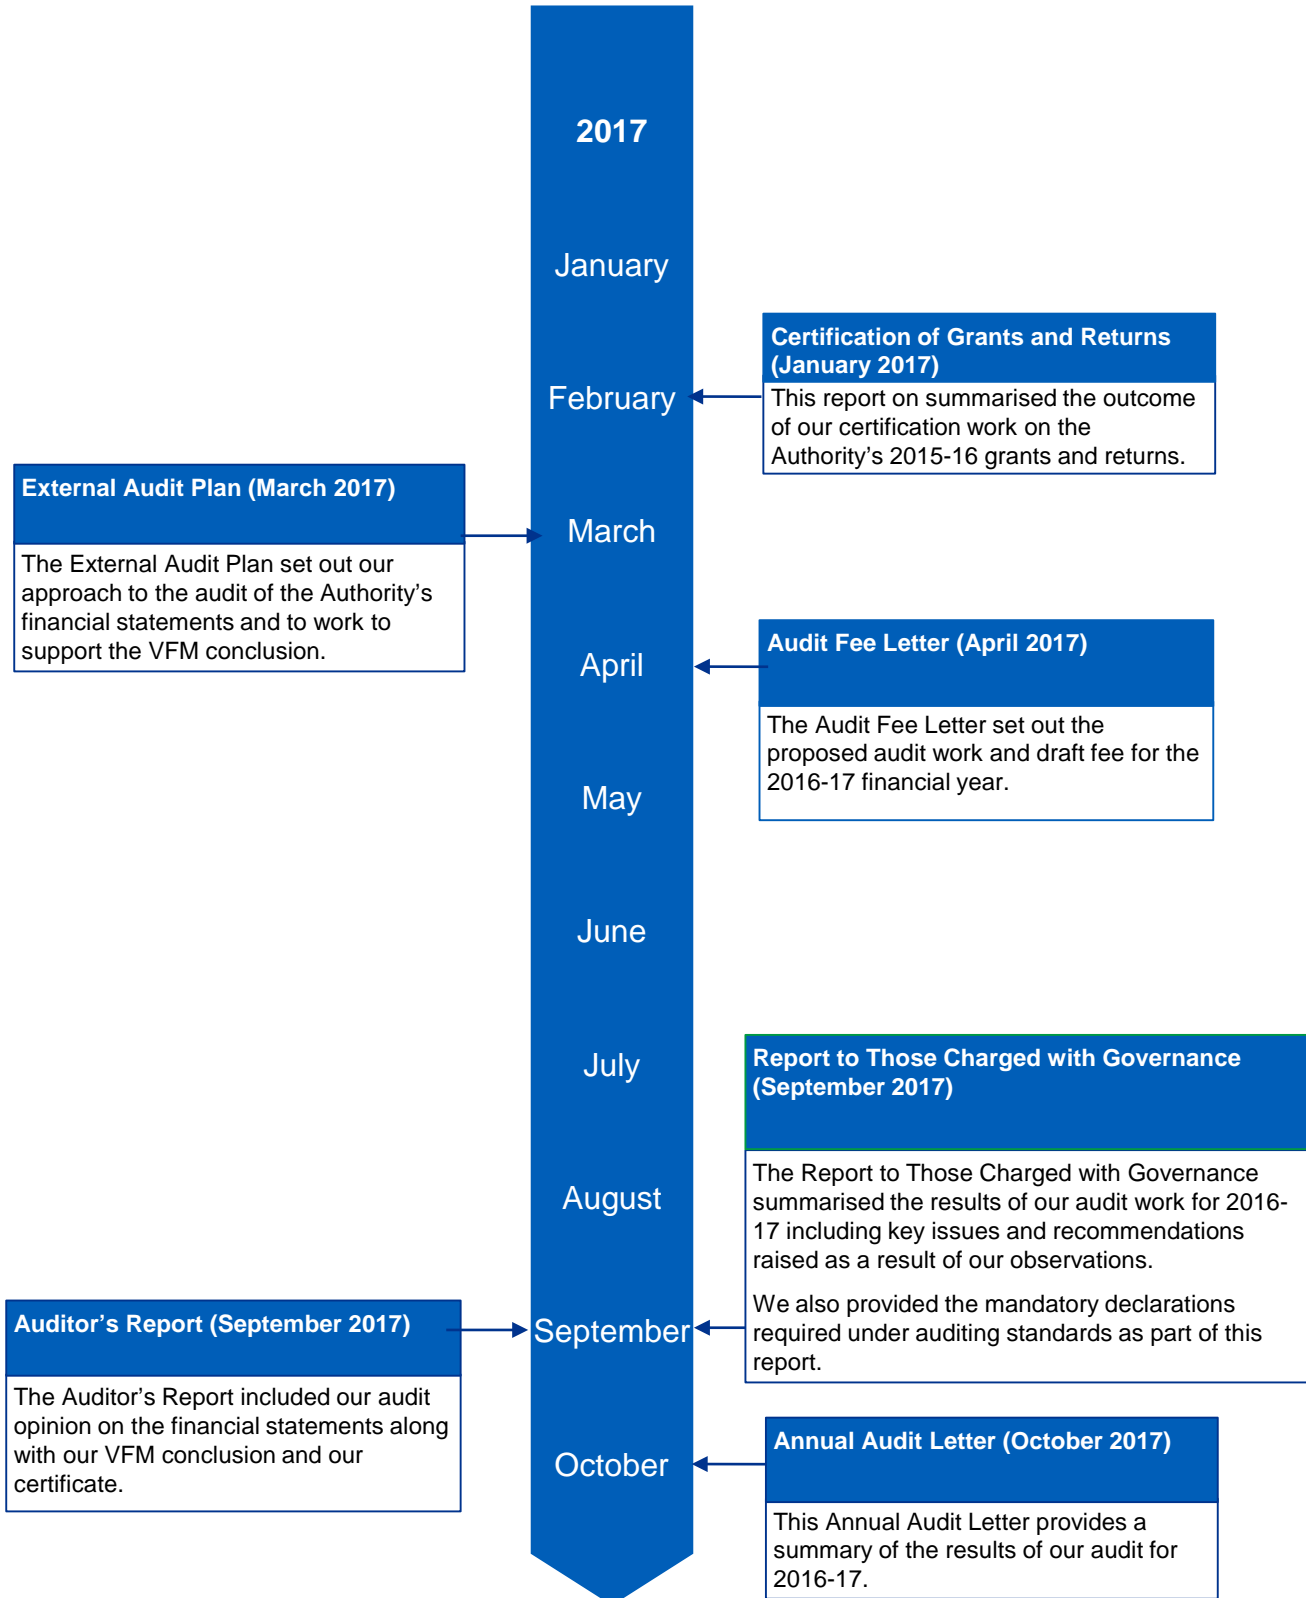 2017
January
Certification of Grants and Returns
(January 2017)
This report on summarised the outcome
of our certification work on the
Authority's 2015-16 grants and returns.
February
External Audit Plan (March 2017)
The External Audit Plan set out our
approach to the audit of the Authority's
financial statements and to work to
support the VFM conclusion.
March
Audit Fee Letter (April 2017)
The Audit Fee Letter set out the
proposed audit work and draft fee for the
2016-17 financial year.
April
May
June
July
Report to Those Charged with Governance
(September 2017)
The Report to Those Charged with Governance
summarised the results of our audit work for 2016-
17 including key issues and recommendations
raised as a result of our observations.
We also provided the mandatory declarations
required under auditing standards as part of this
report.
August
Auditor's Report (September 2017)
The Auditor's Report included our audit
opinion on the financial statements along
with our VFM conclusion and our
certificate.
September
October
Annual Audit Letter (October 2017)
This Annual Audit Letter provides a
summary of the results of our audit for
2016-17.